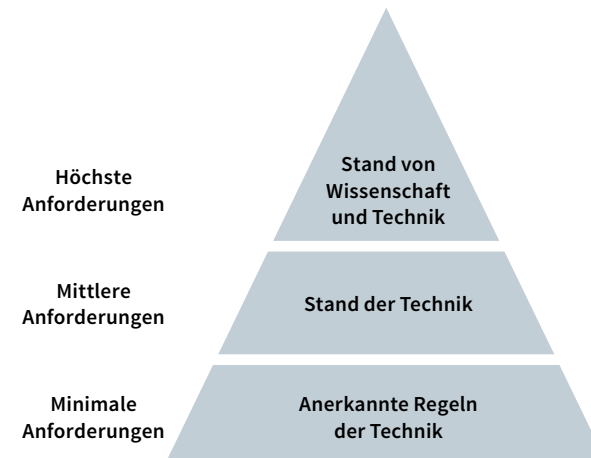 Höchste
Anforderungen
Stand von
Wissenschaft
und Technik
Mittlere
Anforderungen
Stand der Technik
Minimale
Anforderungen
Anerkannte Regeln
der Technik